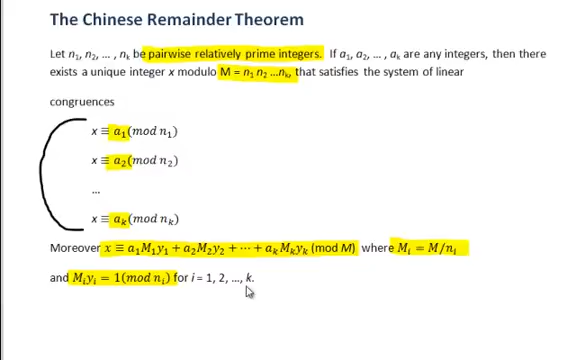 The Chinese Remainder Theorem
Let n₁, n₂, ... , nₖ be pairwise relatively prime integers. If a₁, a₂, ... , aₖ are any integers, then there
exists a unique integer x modulo M = n₁ n₂ ...nₖ, that satisfies the system of linear
congruences
x ≡ a₁(mod n₁)
x ≡ a₂(mod n₂)
...
x ≡ aₖ(mod nₖ)
Moreover x ≡ a₁M₁y₁ + a₂M₂y₂ + ⋯ + aₖMₖyₖ (mod M) where Mᵢ = M/nᵢ
and Mᵢyᵢ = 1(mod nᵢ) for i = 1, 2, ..., k.